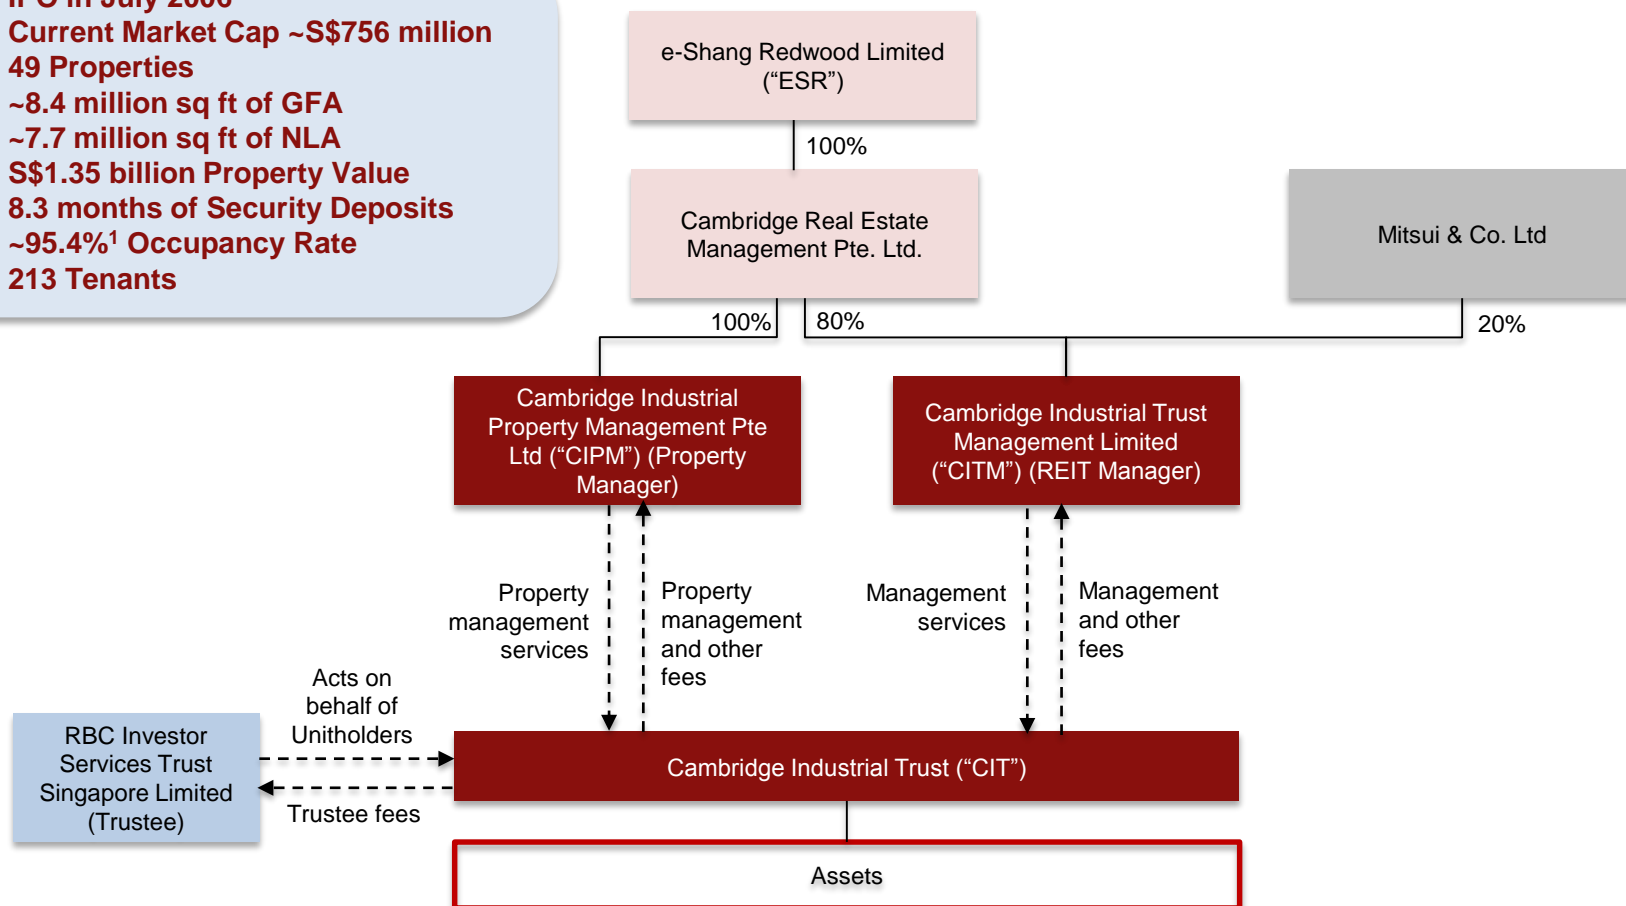 IPO in July 2006
Current Market Cap ~S$756 million
49 Properties
~8.4 million sq ft of GFA
~7.7 million sq ft of NLA
S$1.35 billion Property Value
8.3 months of Security Deposits
~95.4%¹ Occupancy Rate
213 Tenants
e-Shang Redwood Limited
(“ESR”)
100%
Cambridge Real Estate
Management Pte. Ltd.
Mitsui & Co. Ltd
100%
80%
20%
Cambridge Industrial
Property Management Pte
Ltd (“CIPM”) (Property
Manager)
Cambridge Industrial Trust
Management Limited
(“CITM”) (REIT Manager)
Property
management
services
Property
management
and other
fees
Management
services
Management
and other
fees
Acts on
behalf of
Unitholders
RBC Investor
Services Trust
Singapore Limited
(Trustee)
Trustee fees
Cambridge Industrial Trust (“CIT”)
Assets